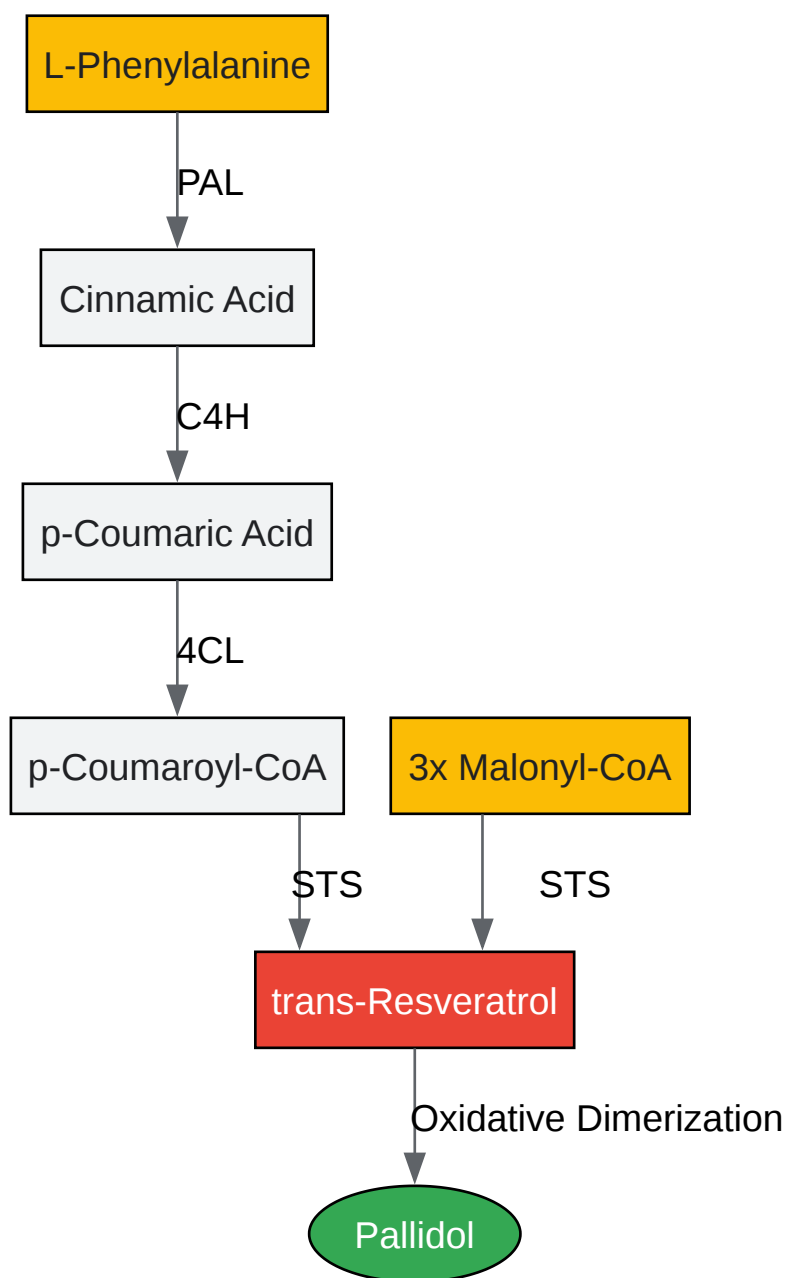 L-Phenylalanine
PAL
Cinnamic Acid
C4H
p-Coumaric Acid
4CL
p-Coumaroyl-CoA
3x Malonyl-CoA
STS
STS
trans-Resveratrol
Oxidative Dimerization
Pallidol